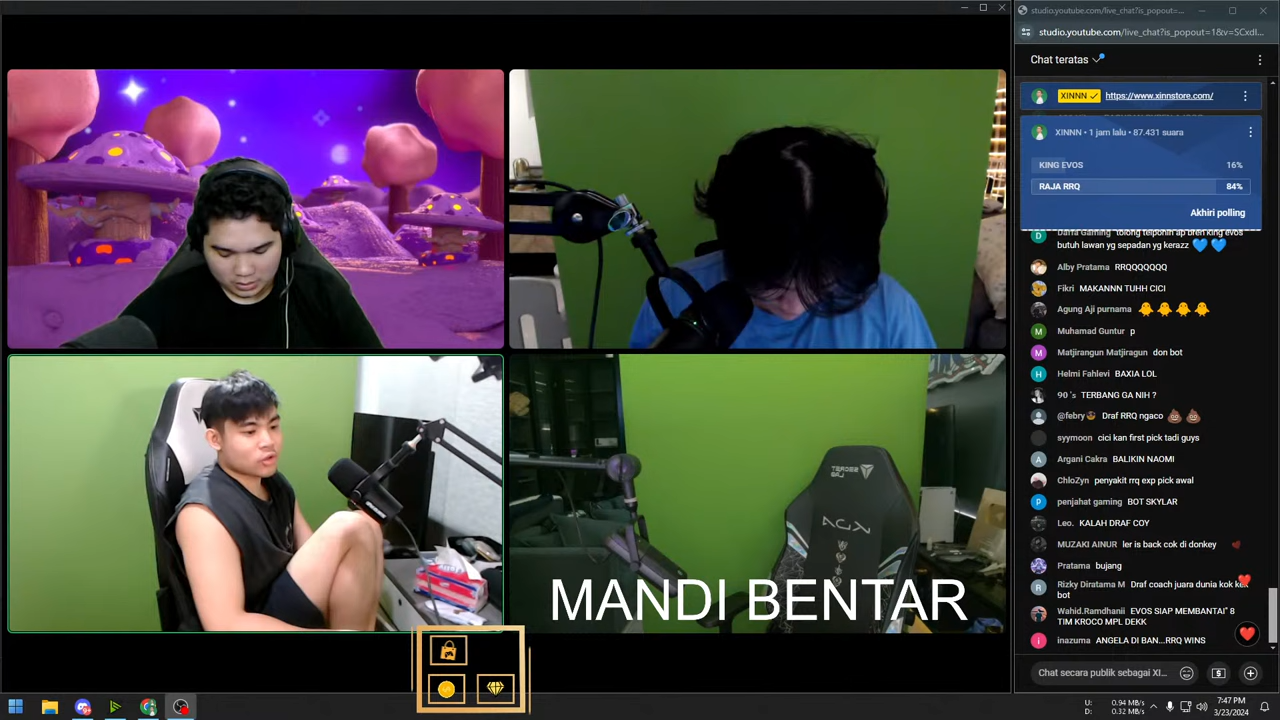 studio.youtube.com/live_chat?is_popout=...
studio.youtube.com/live_chat?is_popout=1&v=SCxdI...
Chat teratas
XINNN
https://www.xinnstore.com/
XINNN • 1 jam lalu • 87.431 suara
KING EVOS 16%
RAJA RRQ 84%
Akhiri polling
Daffa Gaming tolong telponin ap bren king evos
butuh lawan yg sepadan yg kerazz 💙 💙
Alby Pratama RRQQQQQQ
Fikri MAKANNN TUHH CICI
Agung Aji purnama
Muhamad Guntur p
Matjirangun Matjiragun don bot
Helmi Fahlevi BAXIA LOL
90 's TERBANG GA NIH ?
@febry Draf RRQ ngaco 💩 💩
syymoon cici kan first pick tadi guys
Argani Cakra BALIKIN NAOMI
ChloZyn penyakit rrq exp pick awal
penjahat gaming BOT SKYLAR
Leo. KALAH DRAF COY
MUZAKI AINUR ler is back cok di donkey
Pratama bujang
Rizky Diratama M Draf coach juara dunia kok kek
bot
Wahid.Ramdhanii EVOS SIAP MEMBANTAI" 8
TIM KROCO MPL DEKK
inazuma ANGELA DI BAN...RRQ WINS
Chat secara publik sebagai XI...
SECRET
LAB
MANDI BENTAR
U: 0.94 MB/s
D: 0.32 MB/s
7:47 PM
3/23/2024